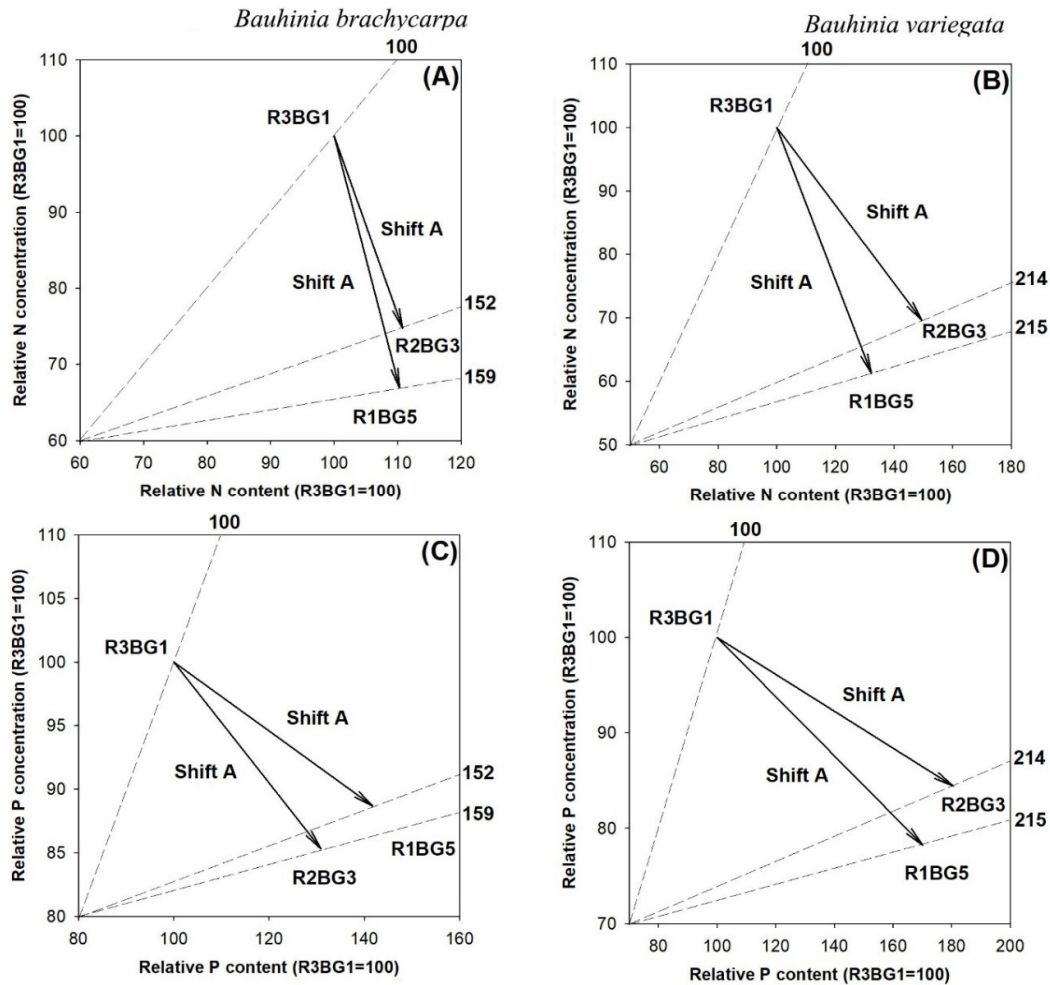 Bauhinia brachycarpa
Bauhinia variegata
100
(A)
110
100
90
80
70
60
Relative N concentration (R3BG1=100)
R3BG1
Shift A
Shift A
152
R2BG3
159
R1BG5
60 70 80 90 100 110 120
Relative N content (R3BG1=100)
100
(B)
110
100
90
80
70
60
50
Relative N concentration (R3BG1=100)
R3BG1
Shift A
Shift A
214
R2BG3
215
R1BG5
60 80 100 120 140 160 180
Relative N content (R3BG1=100)
100
(C)
110
105
100
95
90
85
80
Relative P concentration (R3BG1=100)
R3BG1
Shift A
Shift A
152
159
R1BG5
R2BG3
80 100 120 140 160
Relative P content (R3BG1=100)
100
(D)
110
100
90
80
70
Relative P concentration (R3BG1=100)
R3BG1
Shift A
Shift A
214
R2BG3
215
R1BG5
80 100 120 140 160 180 200
Relative P content (R3BG1=100)